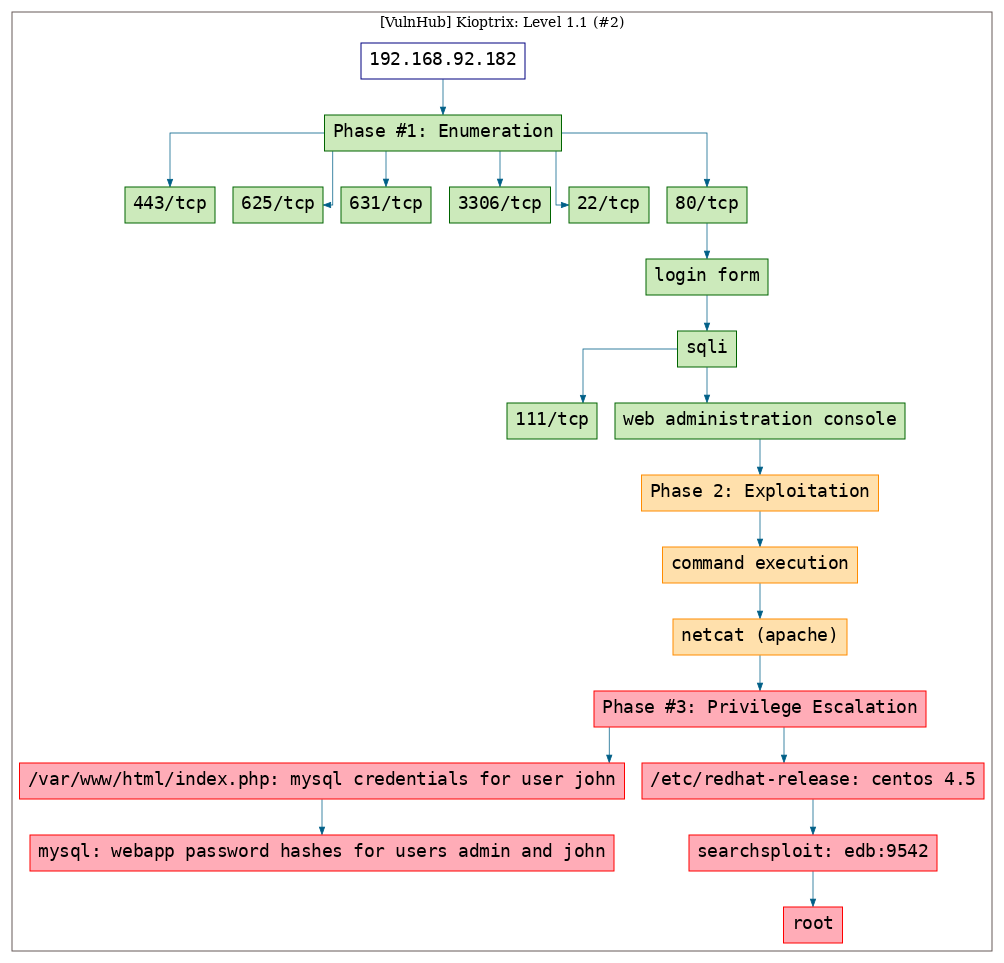 [VulnHub] Kioptrix: Level 1.1 (#2)
192.168.92.182
Phase #1: Enumeration
443/tcp
625/tcp
631/tcp
3306/tcp
22/tcp
80/tcp
login form
sqli
111/tcp
web administration console
Phase 2: Exploitation
command execution
netcat (apache)
Phase #3: Privilege Escalation
/var/www/html/index.php: mysql credentials for user john
/etc/redhat-release: centos 4.5
mysql: webapp password hashes for users admin and john
searchsploit: edb:9542
root